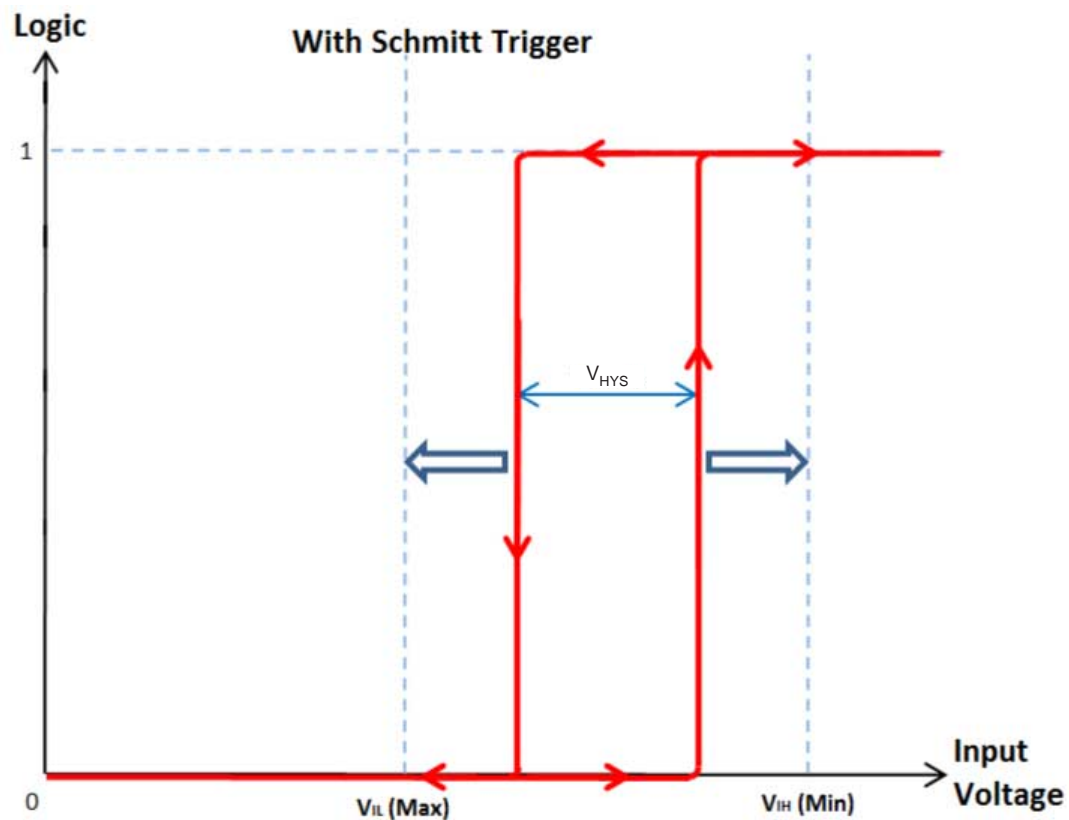 Logic
With Schmitt Trigger
1
VHYS
0
VIL (Max)
VIH (Min)
Input
Voltage